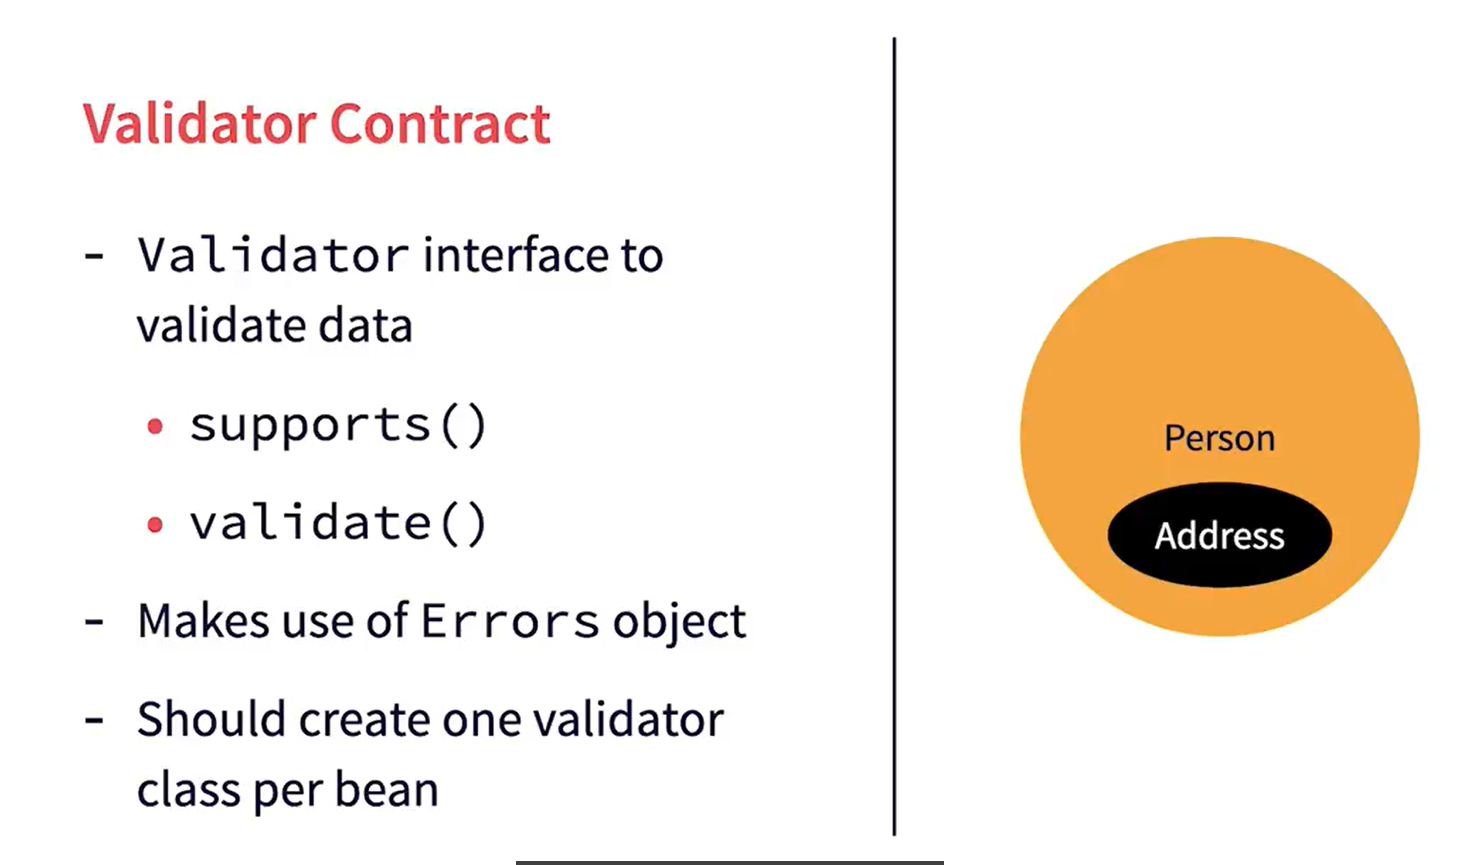 Validator Contract
- Validator interface to
validate data
• supports()
• validate()
- Makes use of Errors object
- Should create one validator
class per bean
Person
Address